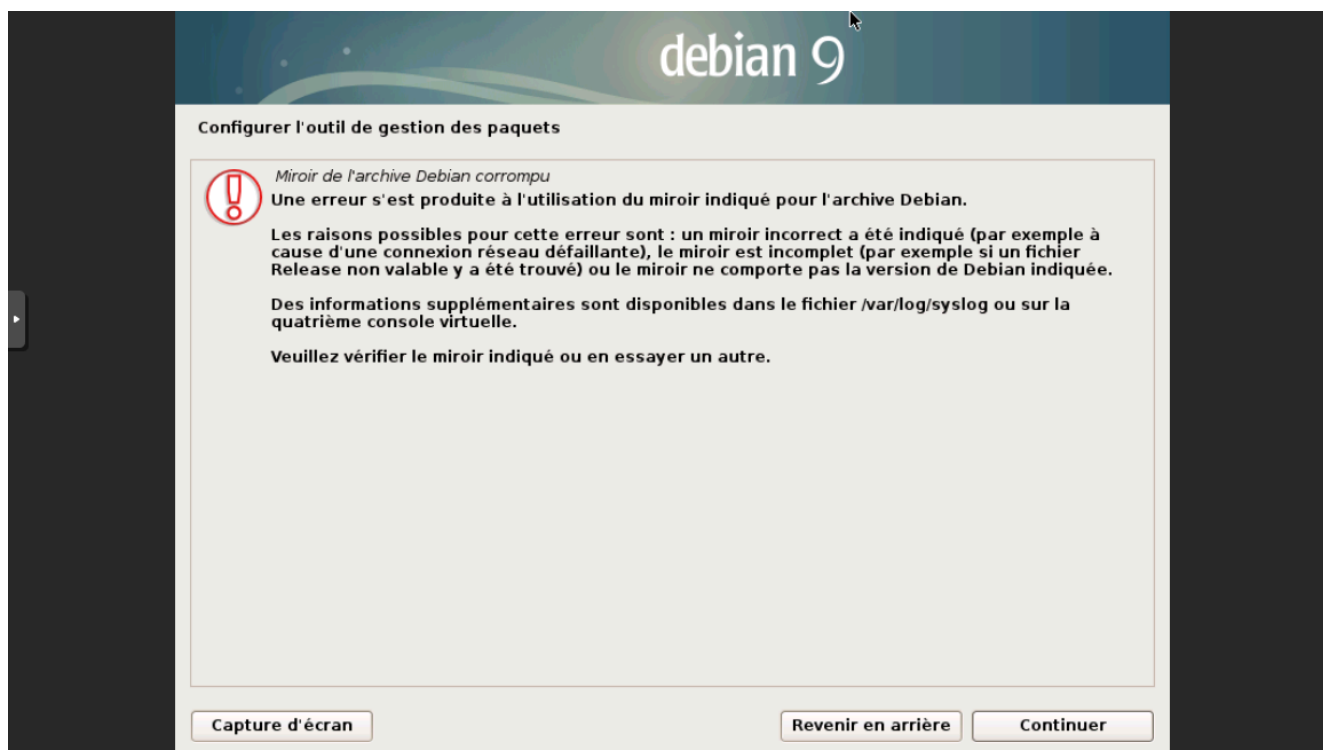 debian 9
Configurer l'outil de gestion des paquets
Miroir de l'archive Debian corrompu
Une erreur s'est produite à l'utilisation du miroir indiqué pour l'archive Debian.
Les raisons possibles pour cette erreur sont : un miroir incorrect a été indiqué (par exemple à
cause d'une connexion réseau défaillante), le miroir est incomplet (par exemple si un fichier
Release non valable y a été trouvé) ou le miroir ne comporte pas la version de Debian indiquée.
Des informations supplémentaires sont disponibles dans le fichier /var/log/syslog ou sur la
quatrième console virtuelle.
Veuillez vérifier le miroir indiqué ou en essayer un autre.
Capture d'écran
Revenir en arrière
Continuer